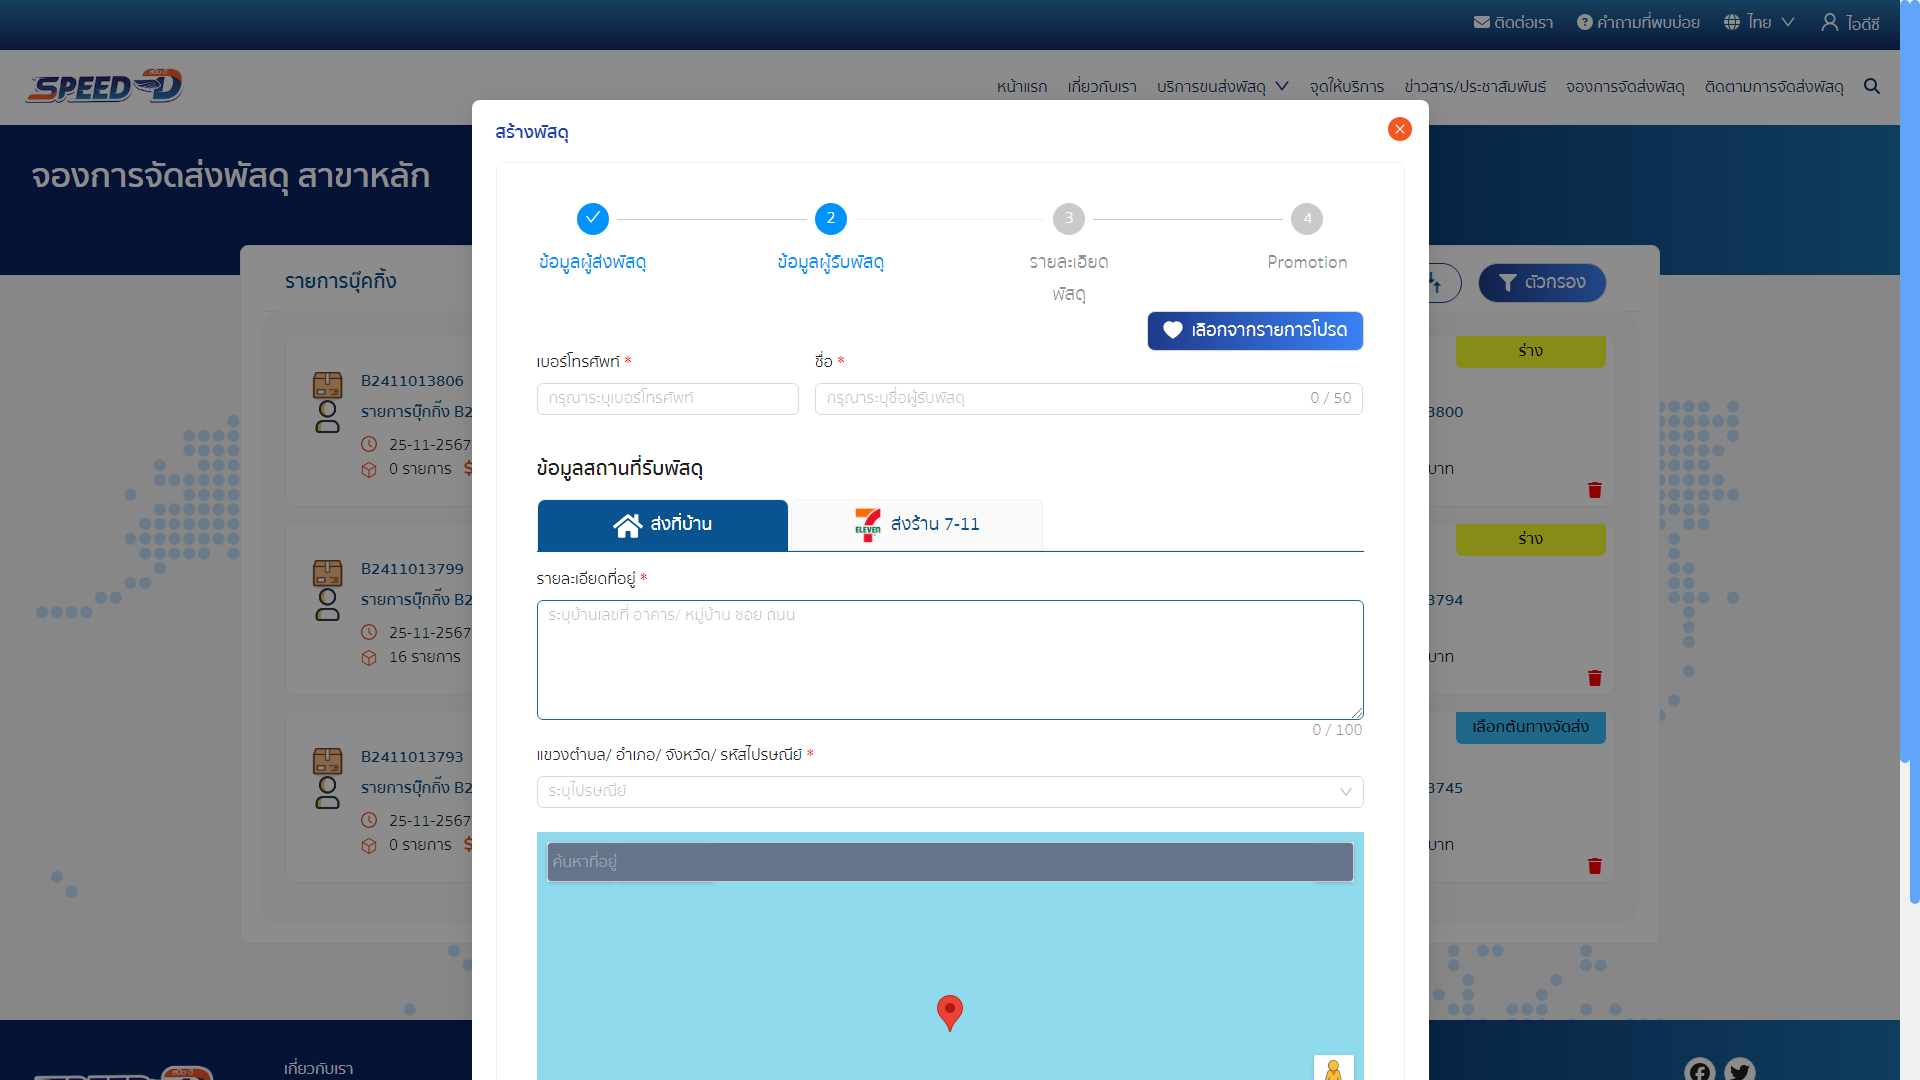 ติดต่อเรา
คำถามที่พบบ่อย
ไทย
ไอดีซี
สปีด-ดี
SPEED-D
หน้าแรก
เกี่ยวกับเรา
บริการขนส่งพัสดุ
จุดให้บริการ
ข่าวสาร/ประชาสัมพันธ์
จองการจัดส่งพัสดุ
ติดตามการจัดส่งพัสดุ
จองการจัดส่งพัสดุ สาขาหลัก
รายการบุ๊คกิ้ง
ตัวกรอง
B2411013806
รายการบุ๊กกิ๊ง B2
25-11-2567
0 รายการ
B2411013799
รายการบุ๊กกิ๊ง B2
25-11-2567
16 รายการ
B2411013793
รายการบุ๊กกิ๊ง B2
25-11-2567
0 รายการ
ร่าง
3800
บาท
ร่าง
3794
บาท
เลือกต้นทางจัดส่ง
3745
บาท
สร้างพัสดุ
2
3
4
ข้อมูลผู้ส่งพัสดุ
ข้อมูลผู้รับพัสดุ
รายละเอียด
พัสดุ
Promotion
เลือกจากรายการโปรด
เบอร์โทรศัพท์ *
ชื่อ *
กรุณาระบุเบอร์โทรศัพท์
กรุณาระบุชื่อผู้รับพัสดุ
0 / 50
ข้อมูลสถานที่รับพัสดุ
ส่งที่บ้าน
7 ELEVEN
ส่งร้าน 7-11
รายละเอียดที่อยู่ *
ระบุบ้านเลขที่ อาคาร/ หมู่บ้าน ซอย ถนน
0 / 100
แขวงตำบล/ อำเภอ/ จังหวัด/ รหัสไปรษณีย์ *
ระบุไปรษณีย์
ค้นหาที่อยู่
เกี่ยวกับเรา